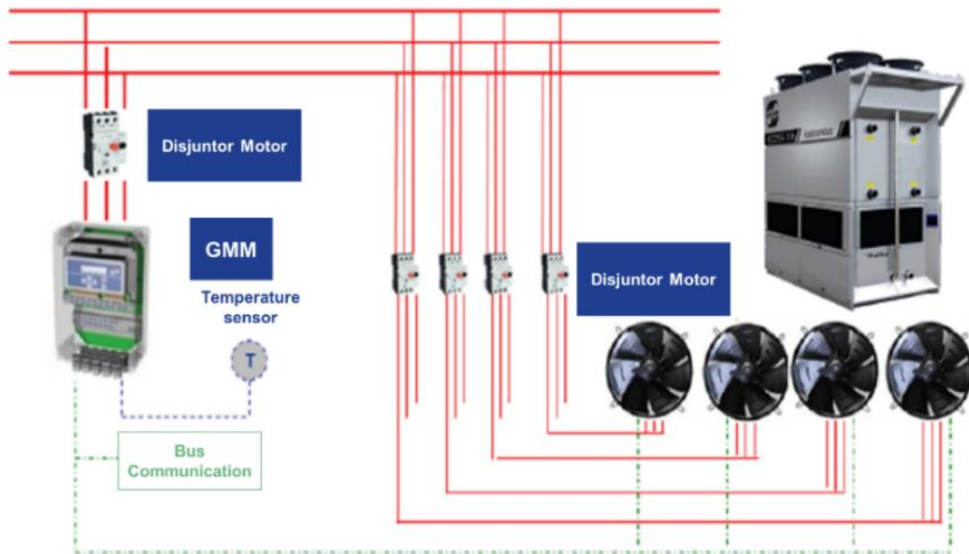 Disjuntor Motor
GMM
Temperature
sensor
T
Disjuntor Motor
Bus
Communication